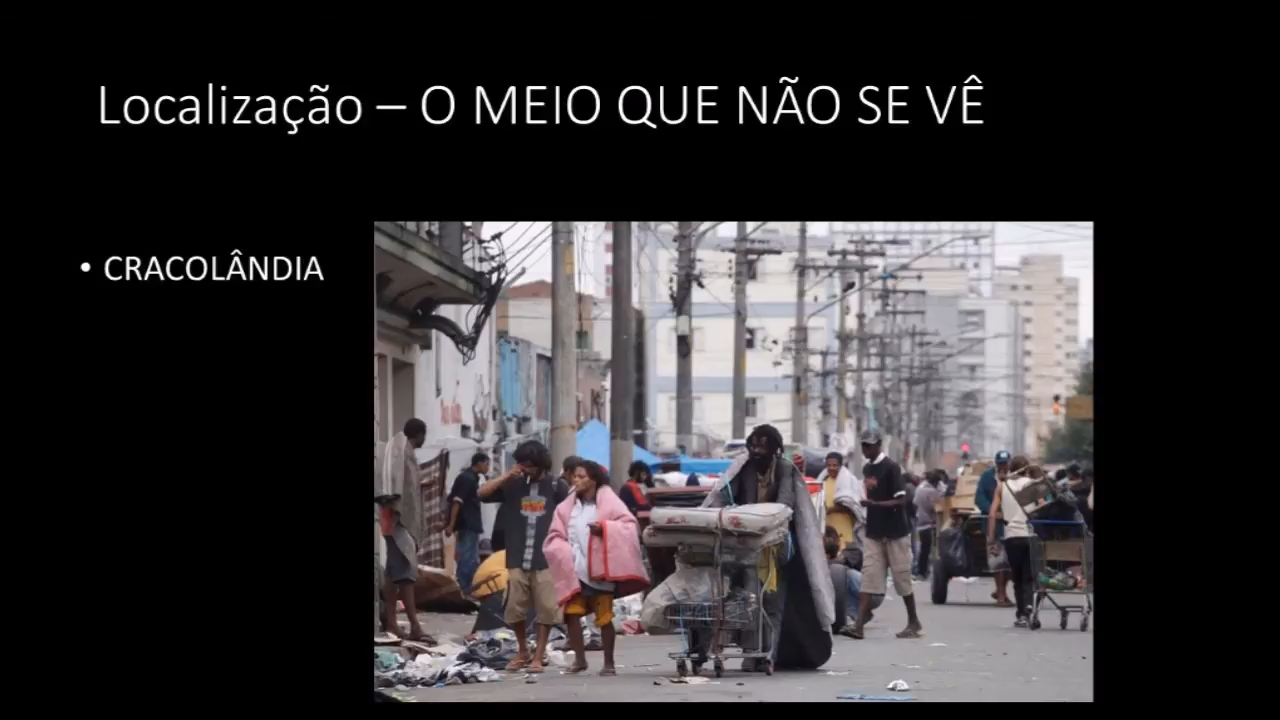 Localização – O MEIO QUE NÃO SE VÊ
• CRACOLÂNDIA